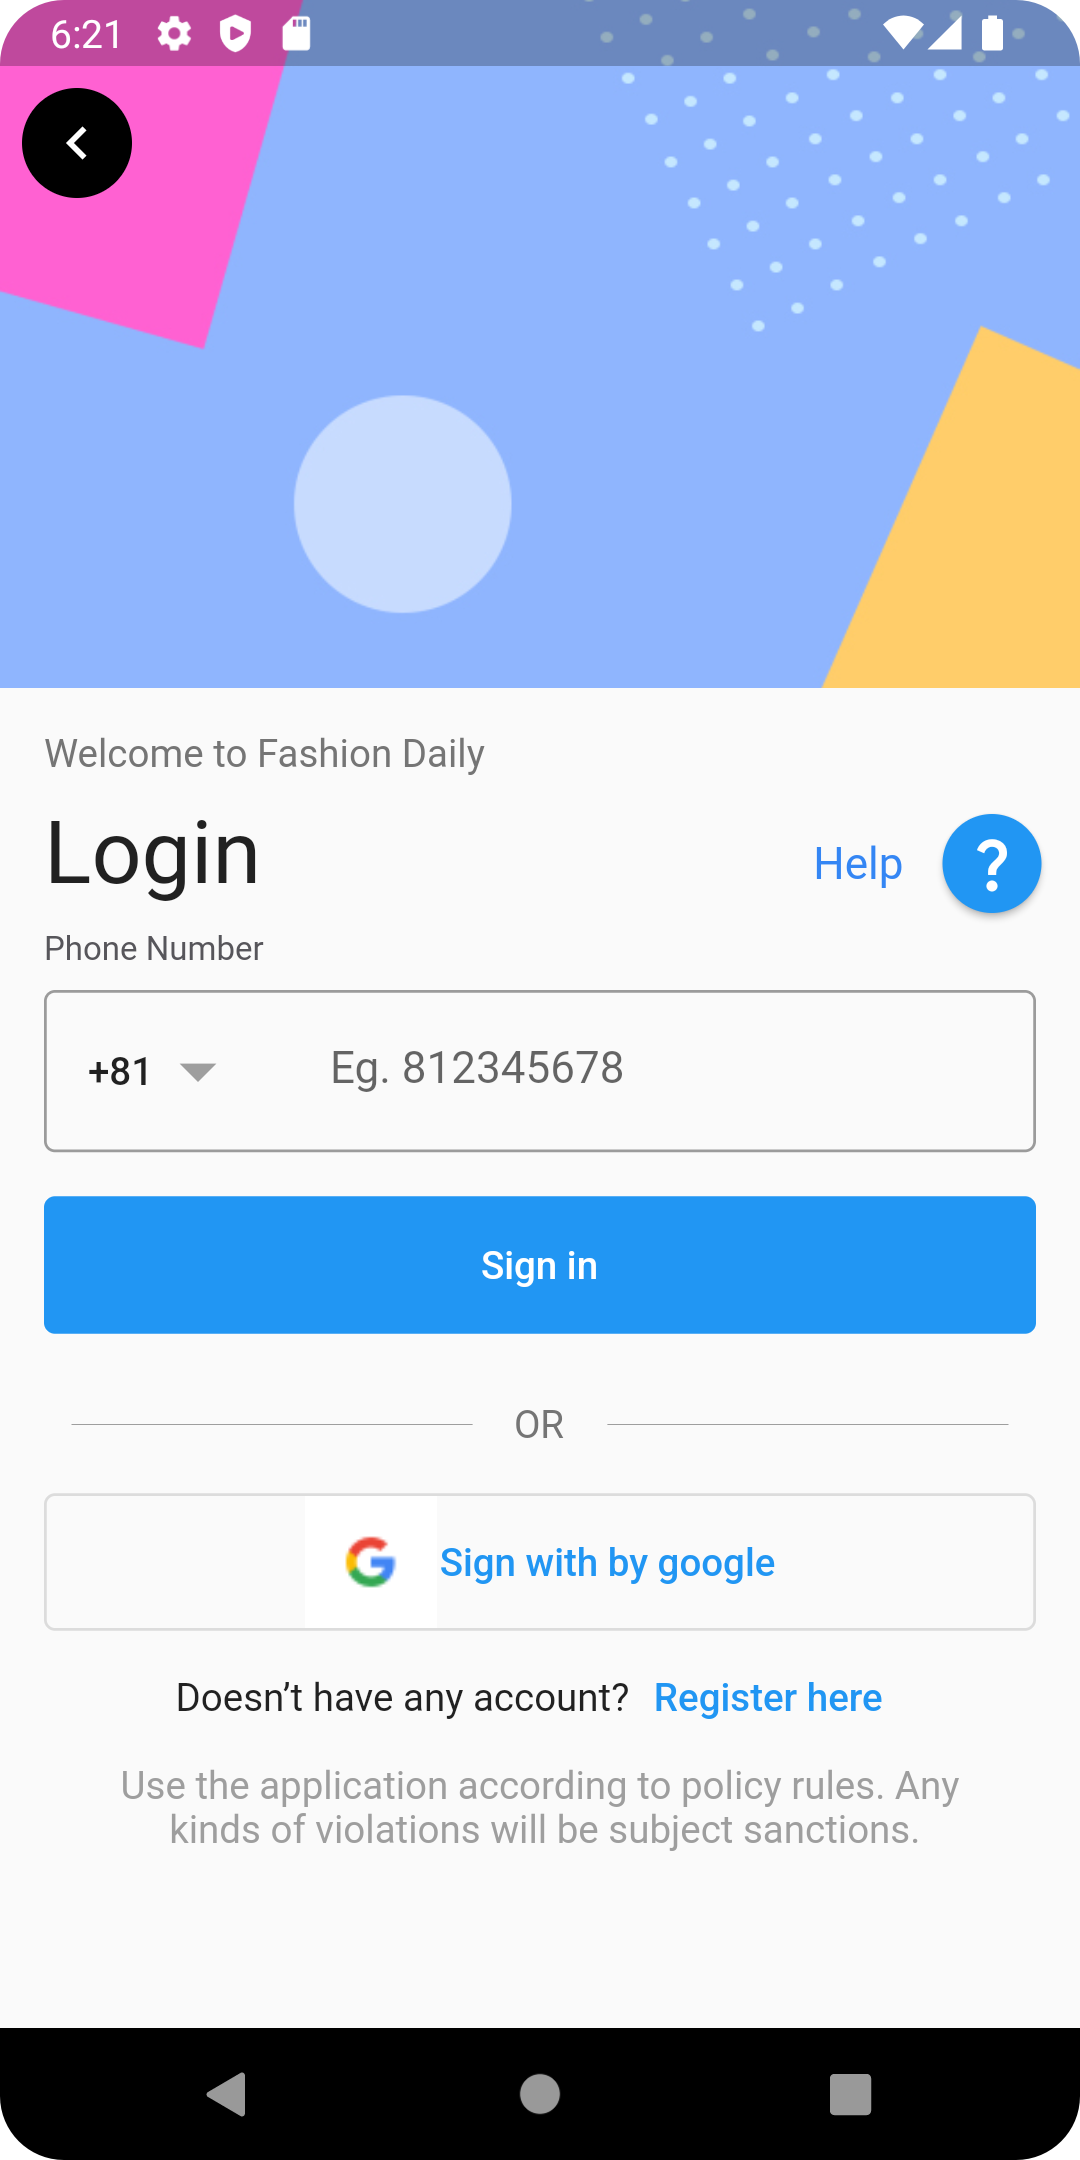 6:21
Welcome to Fashion Daily
Login
Help
?
Phone Number
+81
Eg. 812345678
Sign in
OR
Sign with by google
Doesn’t have any account? Register here
Use the application according to policy rules. Any
kinds of violations will be subject sanctions.